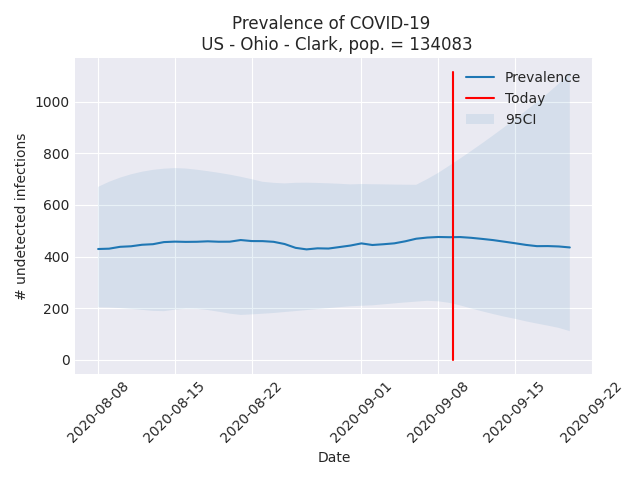 Prevalence of COVID-19
US - Ohio - Clark, pop. = 134083
Prevalence
Today
95CI
# undetected infections
1000
800
600
400
200
0
2020-08-08
2020-08-15
2020-08-22
2020-09-01
2020-09-08
2020-09-15
2020-09-22
Date